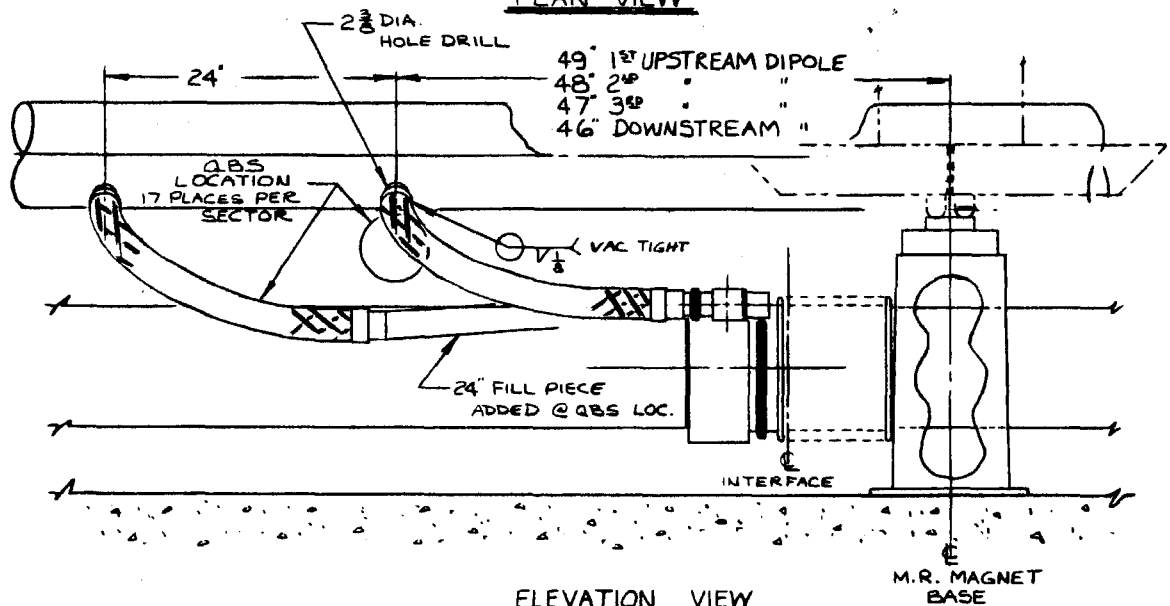 PLAN VIEW
2 3/8 DIA.
HOLE DRILL
24"
49" 1ST UPSTREAM DIPOLE
48" 2ND " "
47" 3RD " "
46" DOWNSTREAM "
QBS
LOCATION
17 PLACES PER
SECTOR
1/8
VAC TIGHT
24" FILL PIECE
ADDED @ QBS LOC.
℄
INTERFACE
℄
M.R. MAGNET
BASE
ELEVATION VIEW